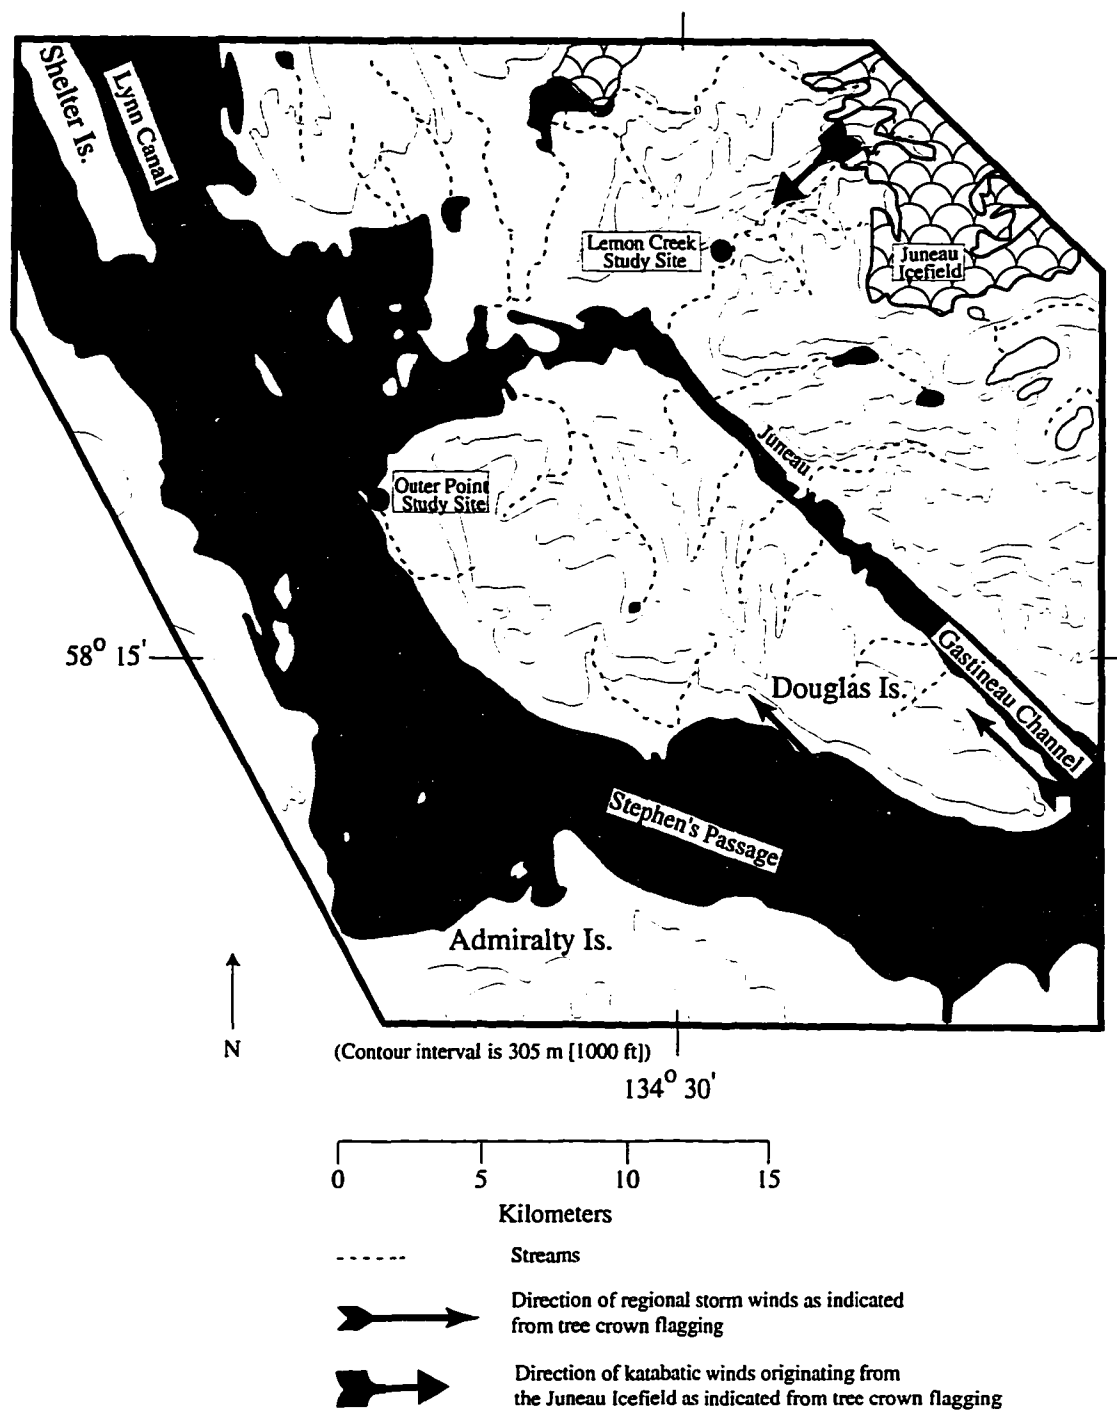 Shelter Is.
Lynn Canal
Lemon Creek
Study Site
Juneau
Icefield
Juneau
Outer Point
Study Site
58° 15'
Gastineau Channel
Douglas Is.
Stephen's Passage
Admiralty Is.
N
(Contour interval is 305 m [1000 ft])
134° 30'
0 5 10 15
Kilometers
Streams
Direction of regional storm winds as indicated
from tree crown flagging
Direction of katabatic winds originating from
the Juneau Icefield as indicated from tree crown flagging